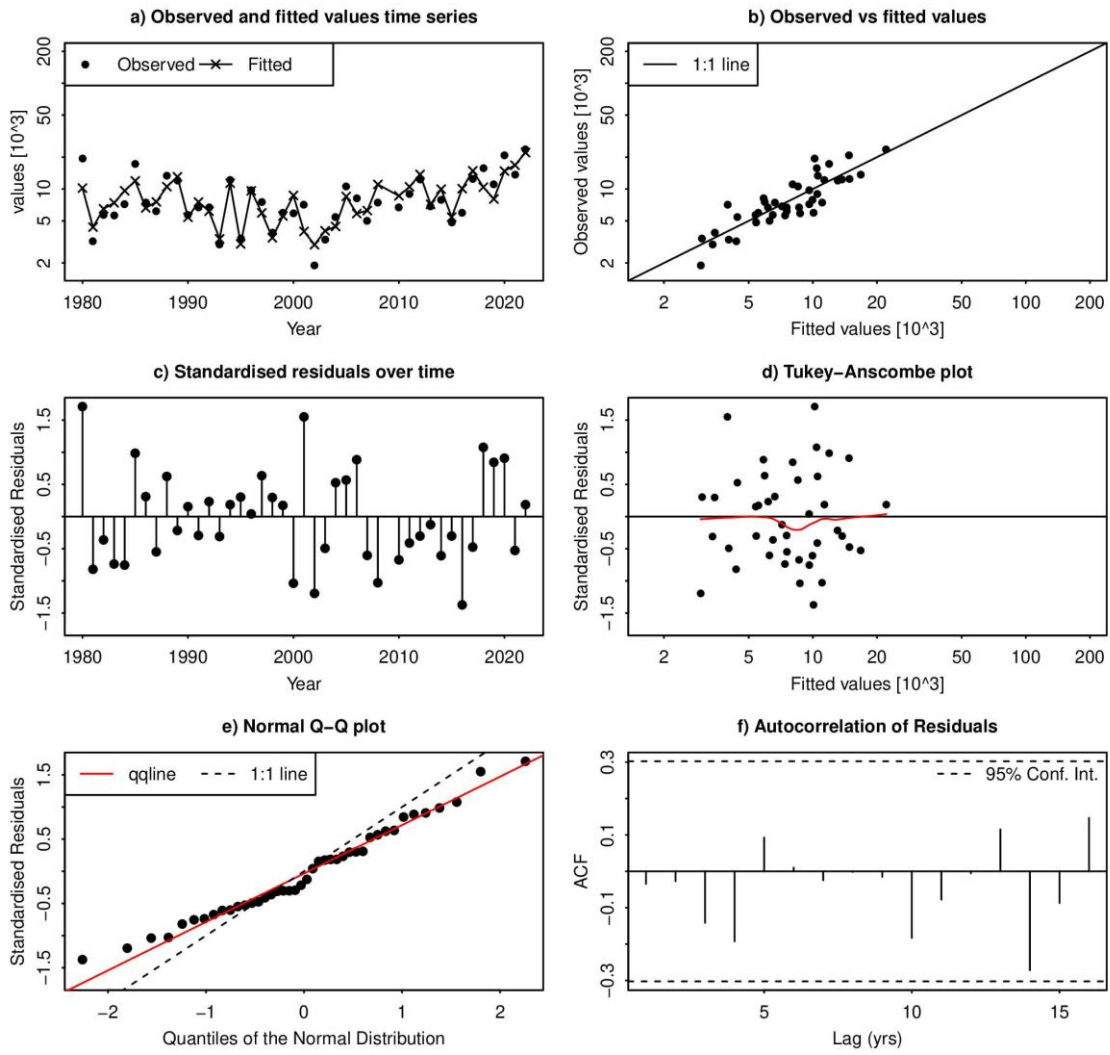 a) Observed and fitted values time series
values [10^3]
200
50
20
10
5
2
Observed Fitted
1980 1990 2000 2010 2020
Year
b) Observed vs fitted values
Observed values [10^3]
200
50
20
10
5
2
1:1 line
2 5 10 20 50 100 200
Fitted values [10^3]
c) Standardised residuals over time
Standardised Residuals
1.5
0.5
−0.5
−1.5
1980 1990 2000 2010 2020
Year
d) Tukey−Anscombe plot
Standardised Residuals
1.5
0.5
−0.5
−1.5
2 5 10 20 50 100 200
Fitted values [10^3]
e) Normal Q−Q plot
Standardised Residuals
1.5
0.5
−0.5
−1.5
qqline 1:1 line
−2 −1 0 1 2
Quantiles of the Normal Distribution
f) Autocorrelation of Residuals
ACF
0.3
0.1
−0.1
−0.3
95% Conf. Int.
5 10 15
Lag (yrs)